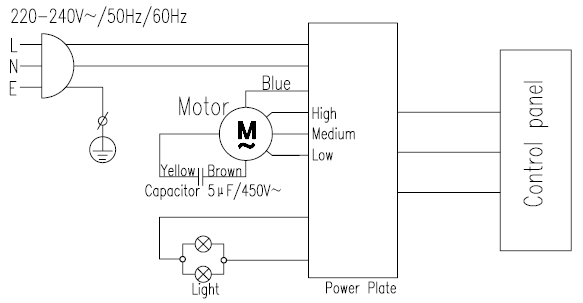 220-240V~/50Hz/60Hz
L
N
E
Blue
Motor
M
~
High
Medium
Low
Yellow
Brown
Capacitor 5μF/450V~
Light
Power Plate
Control panel